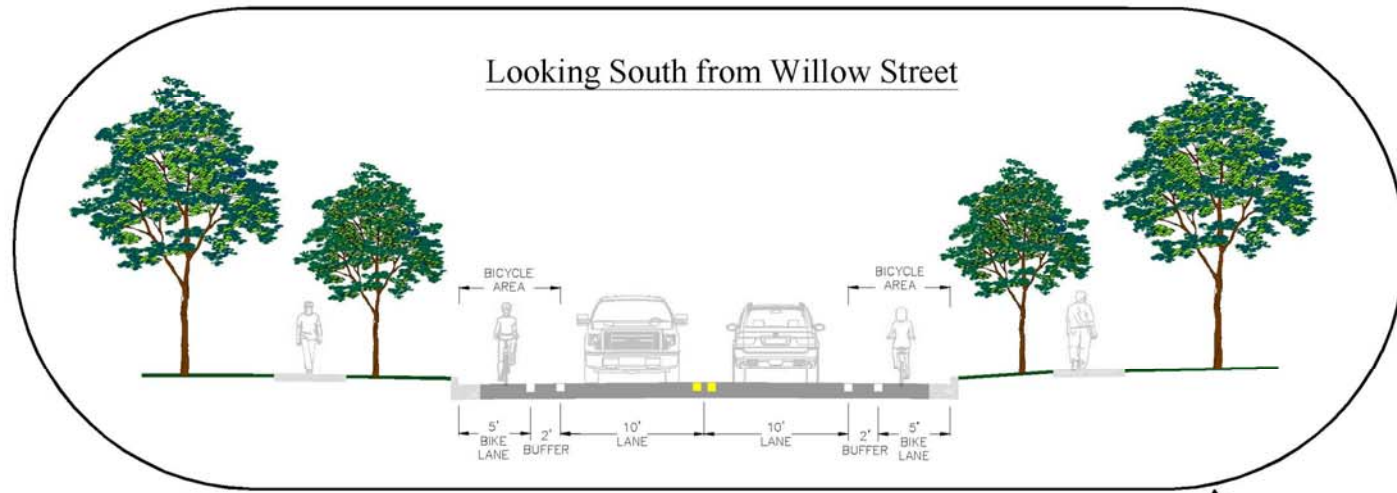 Looking South from Willow Street
BICYCLE
AREA
BICYCLE
AREA
5'
BIKE
LANE
2'
BUFFER
10'
LANE
10'
LANE
2'
BUFFER
5'
BIKE
LANE